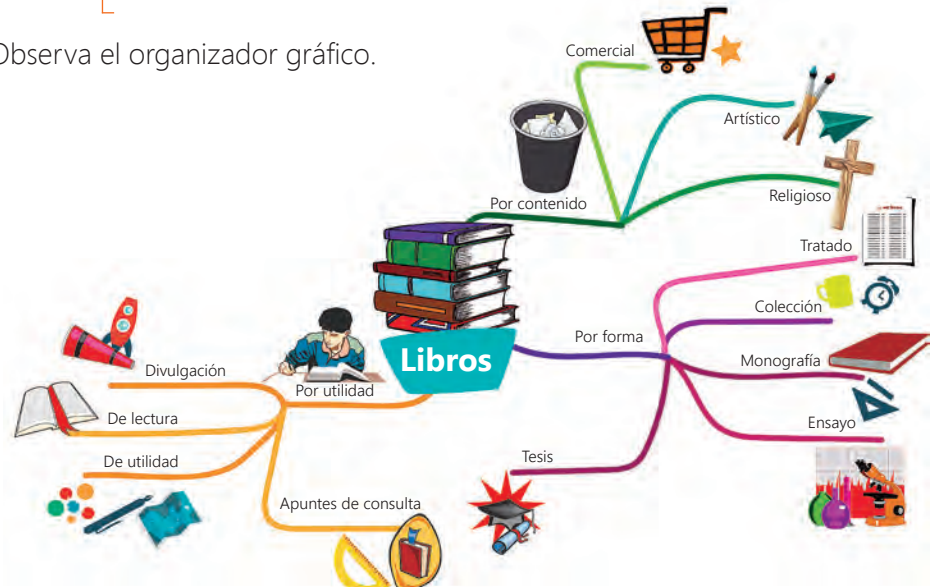 Observa el organizador gráfico.
Comercial
Artístico
Religioso
Por contenido
Tratado
Colección
Por forma
Monografía
Ensayo
Tesis
Libros
Por utilidad
Divulgación
De lectura
De utilidad
Apuntes de consulta